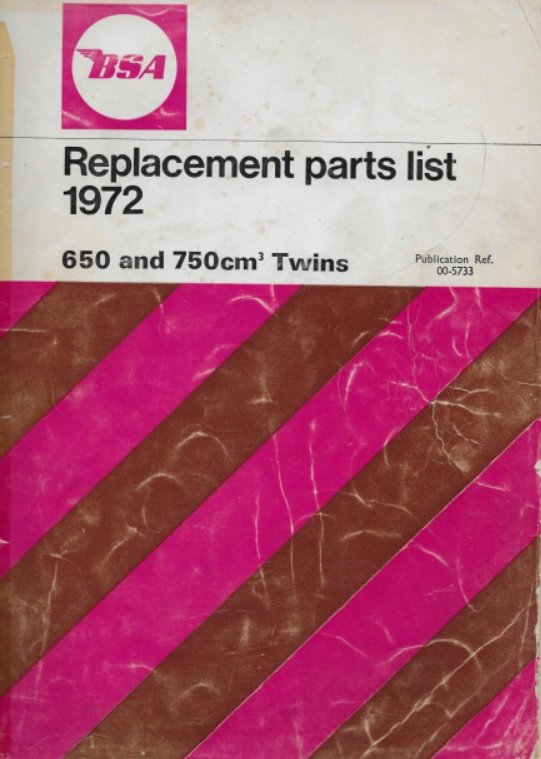 BSA
Replacement parts list
1972
650 and 750cm³ Twins
Publication Ref.
00-5733